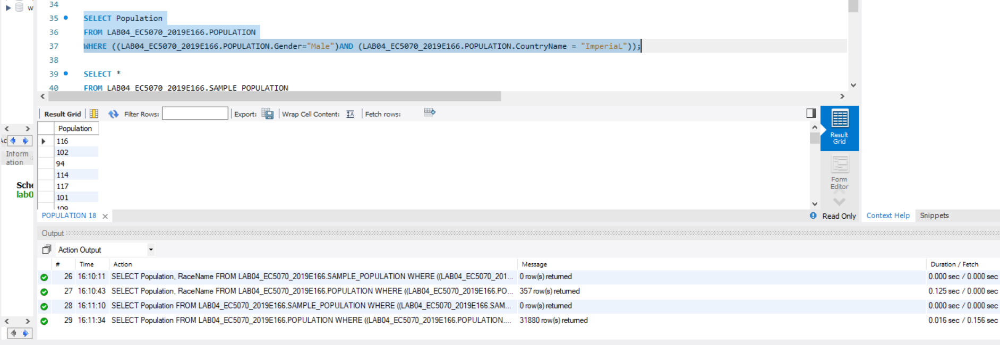 w
34
35 SELECT Population
36 FROM LAB04_EC5070_2019E166.POPULATION
37 WHERE ((LAB04_EC5070_2019E166.POPULATION.Gender="Male")AND (LAB04_EC5070_2019E166.POPULATION.CountryName = "ImperiaL"));
38
39 SELECT *
40 FROM LAB04_EC5070_2019E166.SAMPLE_POPULATION
Result Grid Filter Rows: Export: Wrap Cell Content: Fetch rows:
Population
116
102
94
114
117
101
109
Result
Grid
Form
Editor
Inform
ation
Sche
lab0
POPULATION 18
Read Only
Context Help Snippets
Output
Action Output
# Time Action Message Duration / Fetch
26 16:10:11 SELECT Population, RaceName FROM LAB04_EC5070_2019E166.SAMPLE_POPULATION WHERE ((LAB04_EC5070_201... 0 row(s) returned 0.000 sec / 0.000 sec
27 16:10:43 SELECT Population, RaceName FROM LAB04_EC5070_2019E166.POPULATION WHERE ((LAB04_EC5070_2019E166.PO... 357 row(s) returned 0.125 sec / 0.000 sec
28 16:11:10 SELECT Population FROM LAB04_EC5070_2019E166.SAMPLE_POPULATION WHERE ((LAB04_EC5070_2019E166.SAM... 0 row(s) returned 0.000 sec / 0.000 sec
29 16:11:34 SELECT Population FROM LAB04_EC5070_2019E166.POPULATION WHERE ((LAB04_EC5070_2019E166.POPULATION.... 31880 row(s) returned 0.016 sec / 0.156 sec